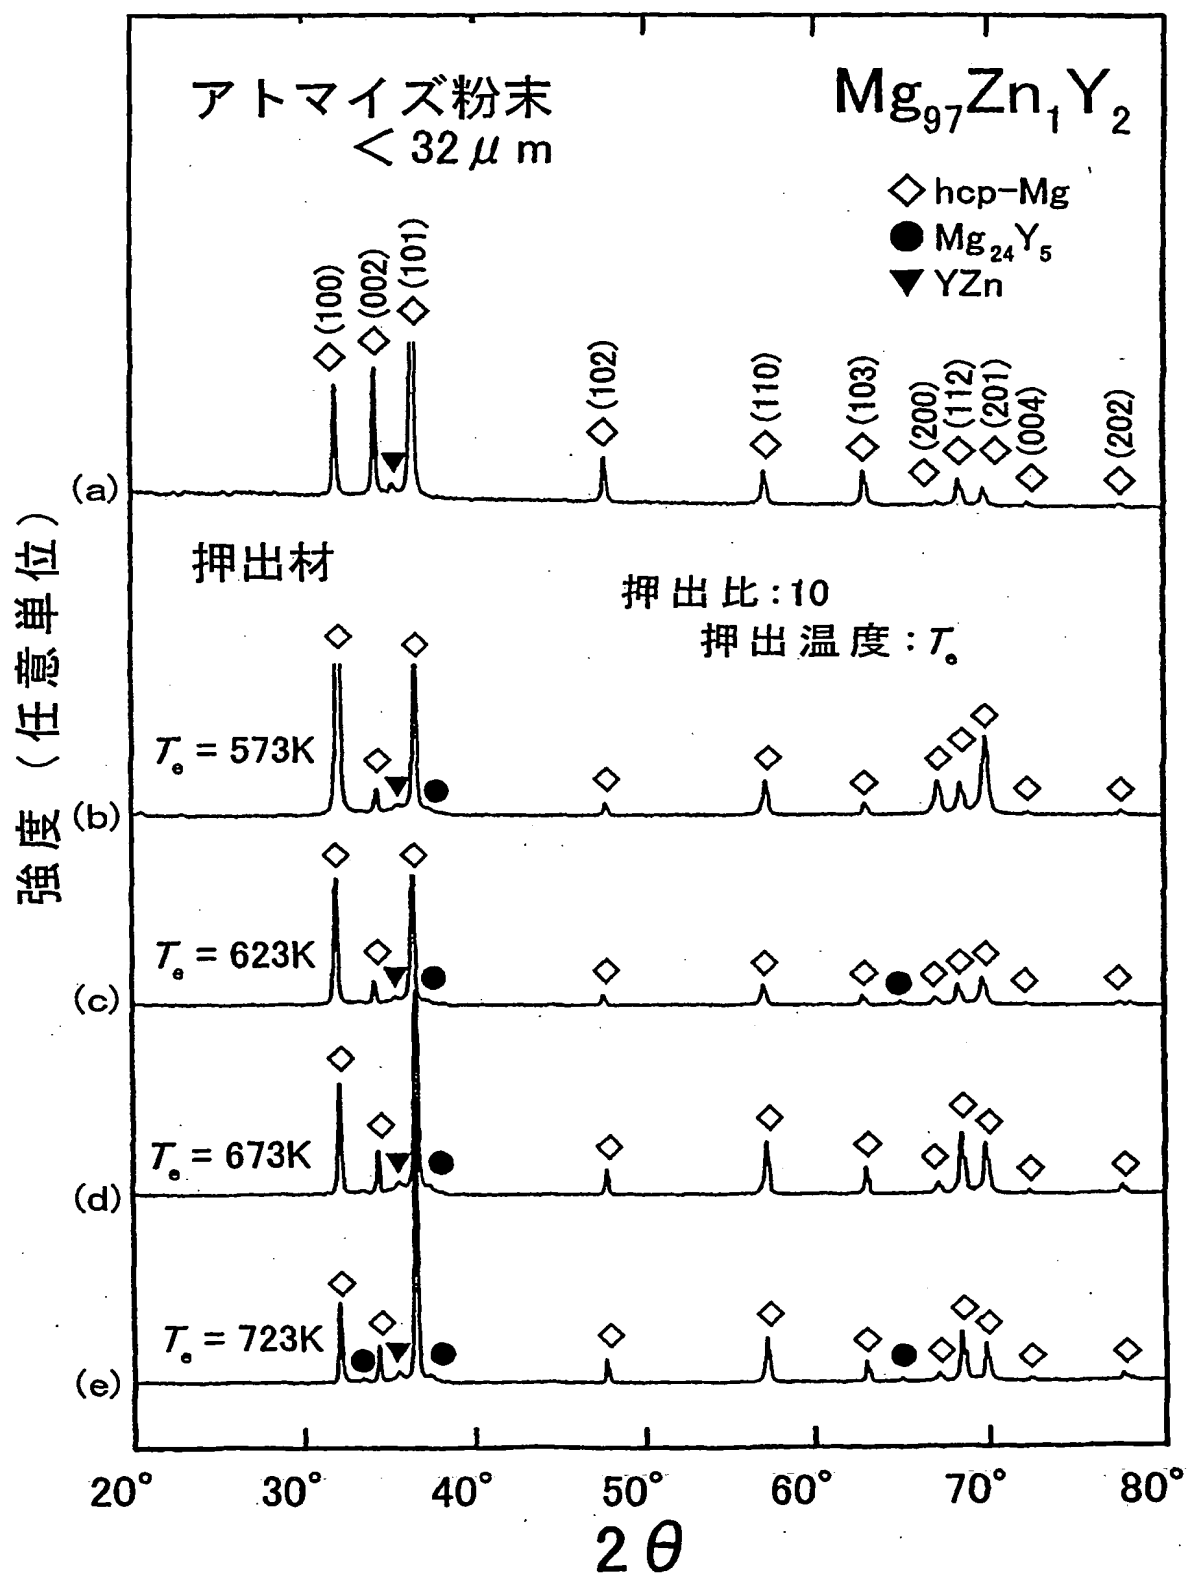 アトマイズ粉末
< 32μm
Mg97Zn1Y2
◇ hcp-Mg
● Mg24Y5
▼ YZn
(100)
(002)
(101)
(102)
(110)
(103)
(200)
(112)
(201)
(004)
(202)
(a)
押出材
押出比:10
押出温度:Te
Te = 573K
(b)
Te = 623K
(c)
Te = 673K
(d)
Te = 723K
(e)
強度(任意単位)
20° 30° 40° 50° 60° 70° 80°
2θ